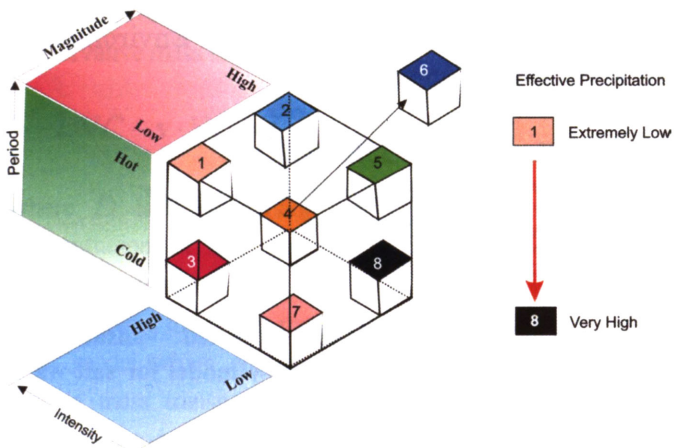 Magnitude
High
Low
Period
Hot
Cold
High
Low
Intensity
1
2
3
4
5
6
7
8
Effective Precipitation
1 Extremely Low
8 Very High